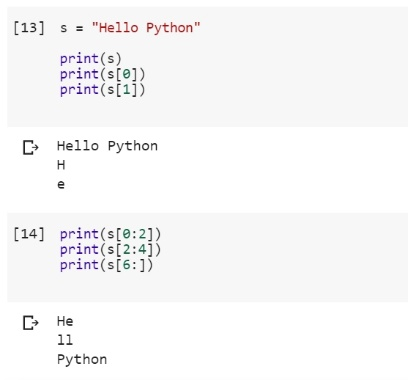 [13] s = "Hello Python"
print(s)
print(s[0])
print(s[1])
Hello Python
H
e
[14] print(s[0:2])
print(s[2:4])
print(s[6:])
He
ll
Python